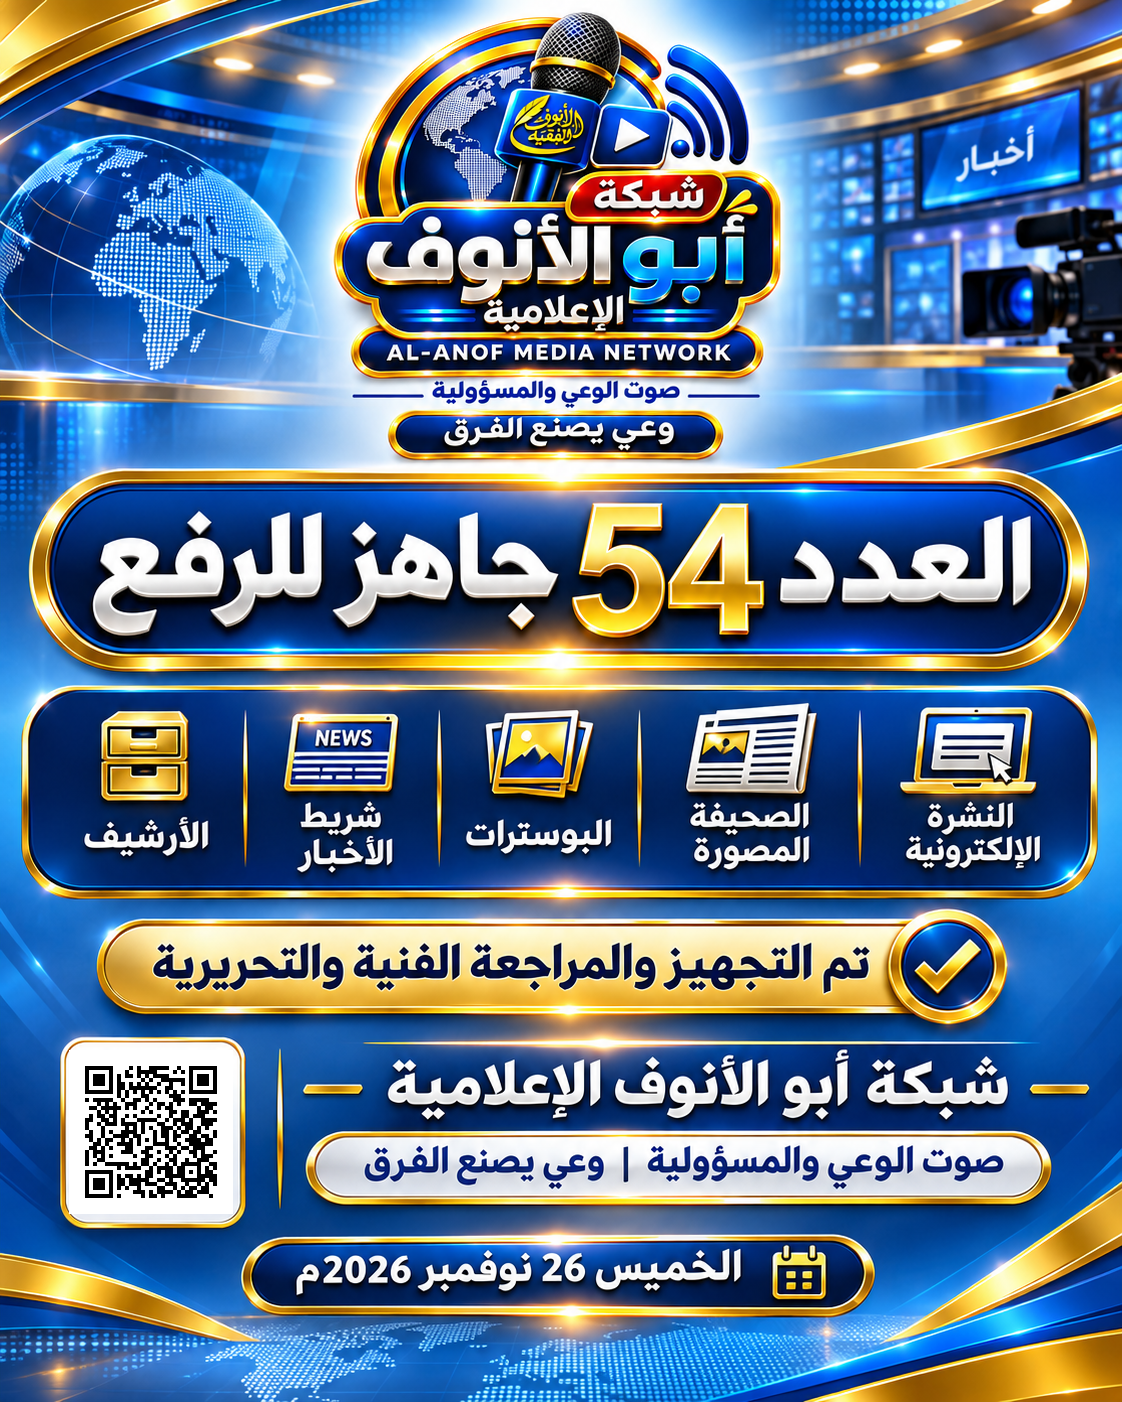 الأنوف
والفقيه
أخبار
شبكة
أبو الأنوف
الإعلامية
AL-ANOF MEDIA NETWORK
صوت الوعي والمسؤولية
وعي يصنع الفرق
العدد 54 جاهز للرفع
النشرة
الإلكترونية
الصحيفة
المصورة
البوسترات
NEWS
شريط
الأخبار
الأرشيف
تم التجهيز والمراجعة الفنية والتحريرية
شبكة أبو الأنوف الإعلامية
صوت الوعي والمسؤولية | وعي يصنع الفرق
الخميس 26 نوفمبر 2026م